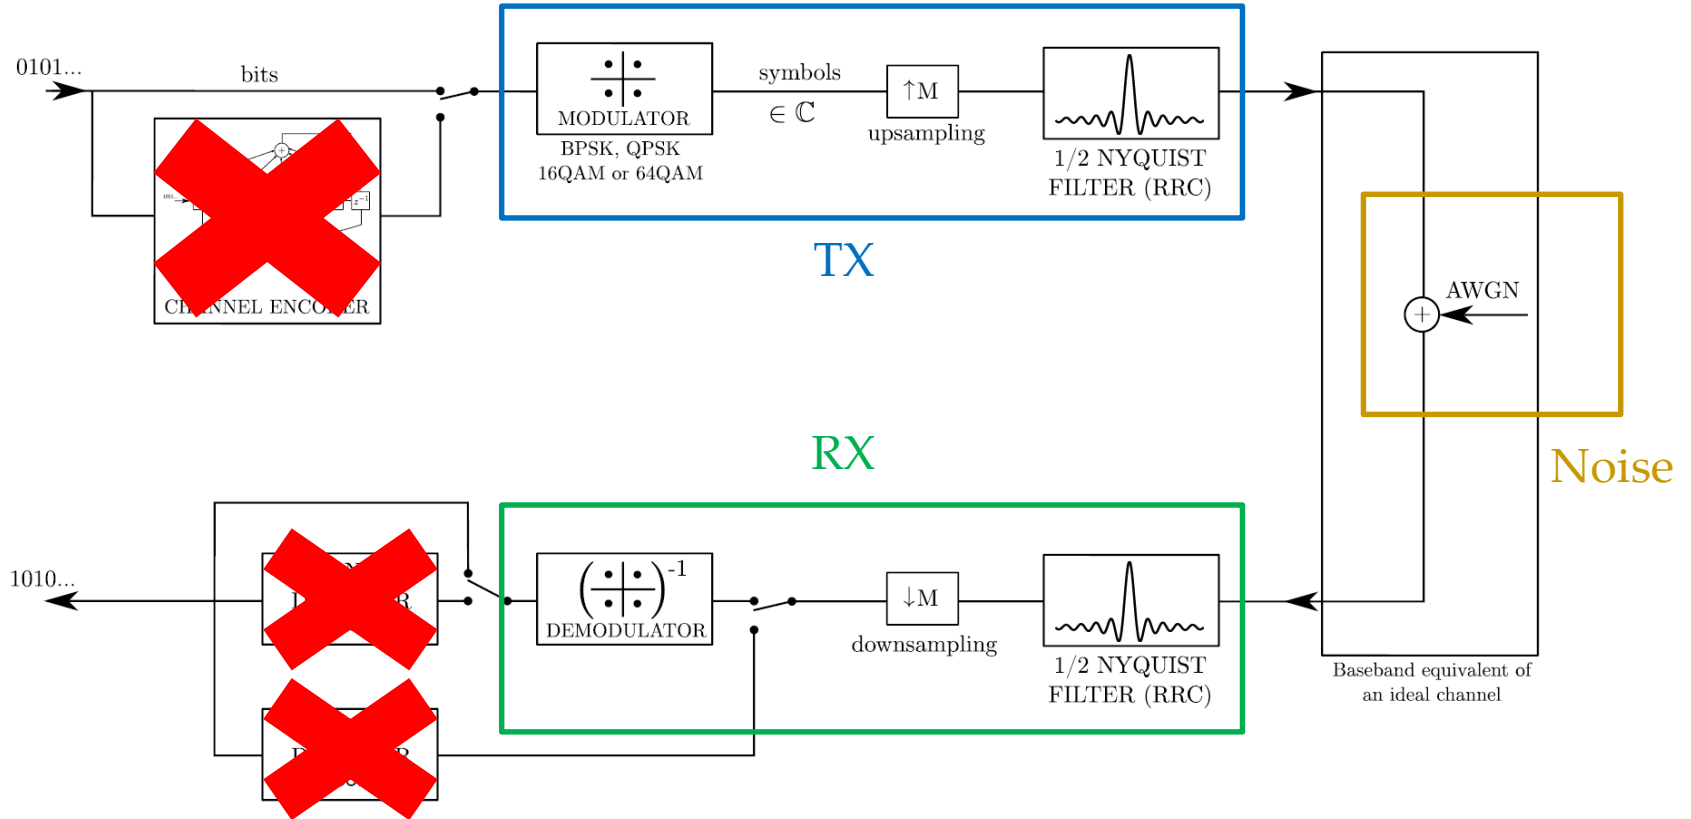 0101...
bits
MODULATOR
BPSK, QPSK
16QAM or 64QAM
symbols
∈ ℂ
↑M
upsampling
1/2 NYQUIST
FILTER (RRC)
TX
z⁻¹
AWGN
+
Noise
RX
1010...
-1
DEMODULATOR
↓M
downsampling
1/2 NYQUIST
FILTER (RRC)
Baseband equivalent of
an ideal channel